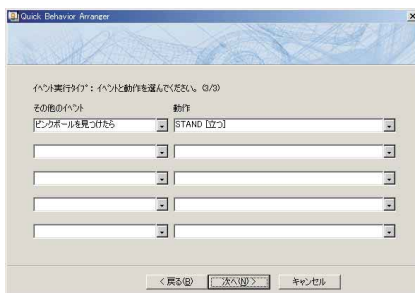 Quick Behavior Arranger
イベント実行タイプ：イベントと動作を選んでください。 (3/3)
その他のイベント 動作
ピンクボールを見つけたら STAND [立つ]
< 戻る(B) 次へ(N) > キャンセル